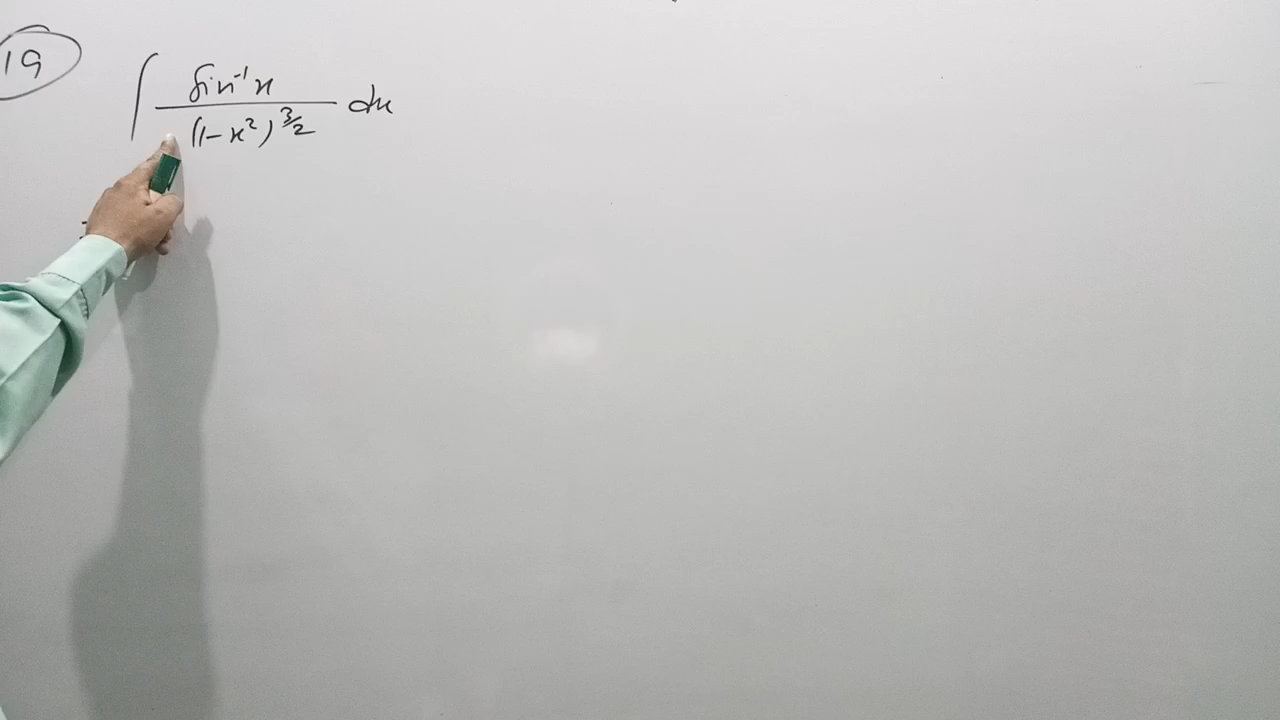 19
∫ sin⁻¹x / (1-x²)^3/2 dx